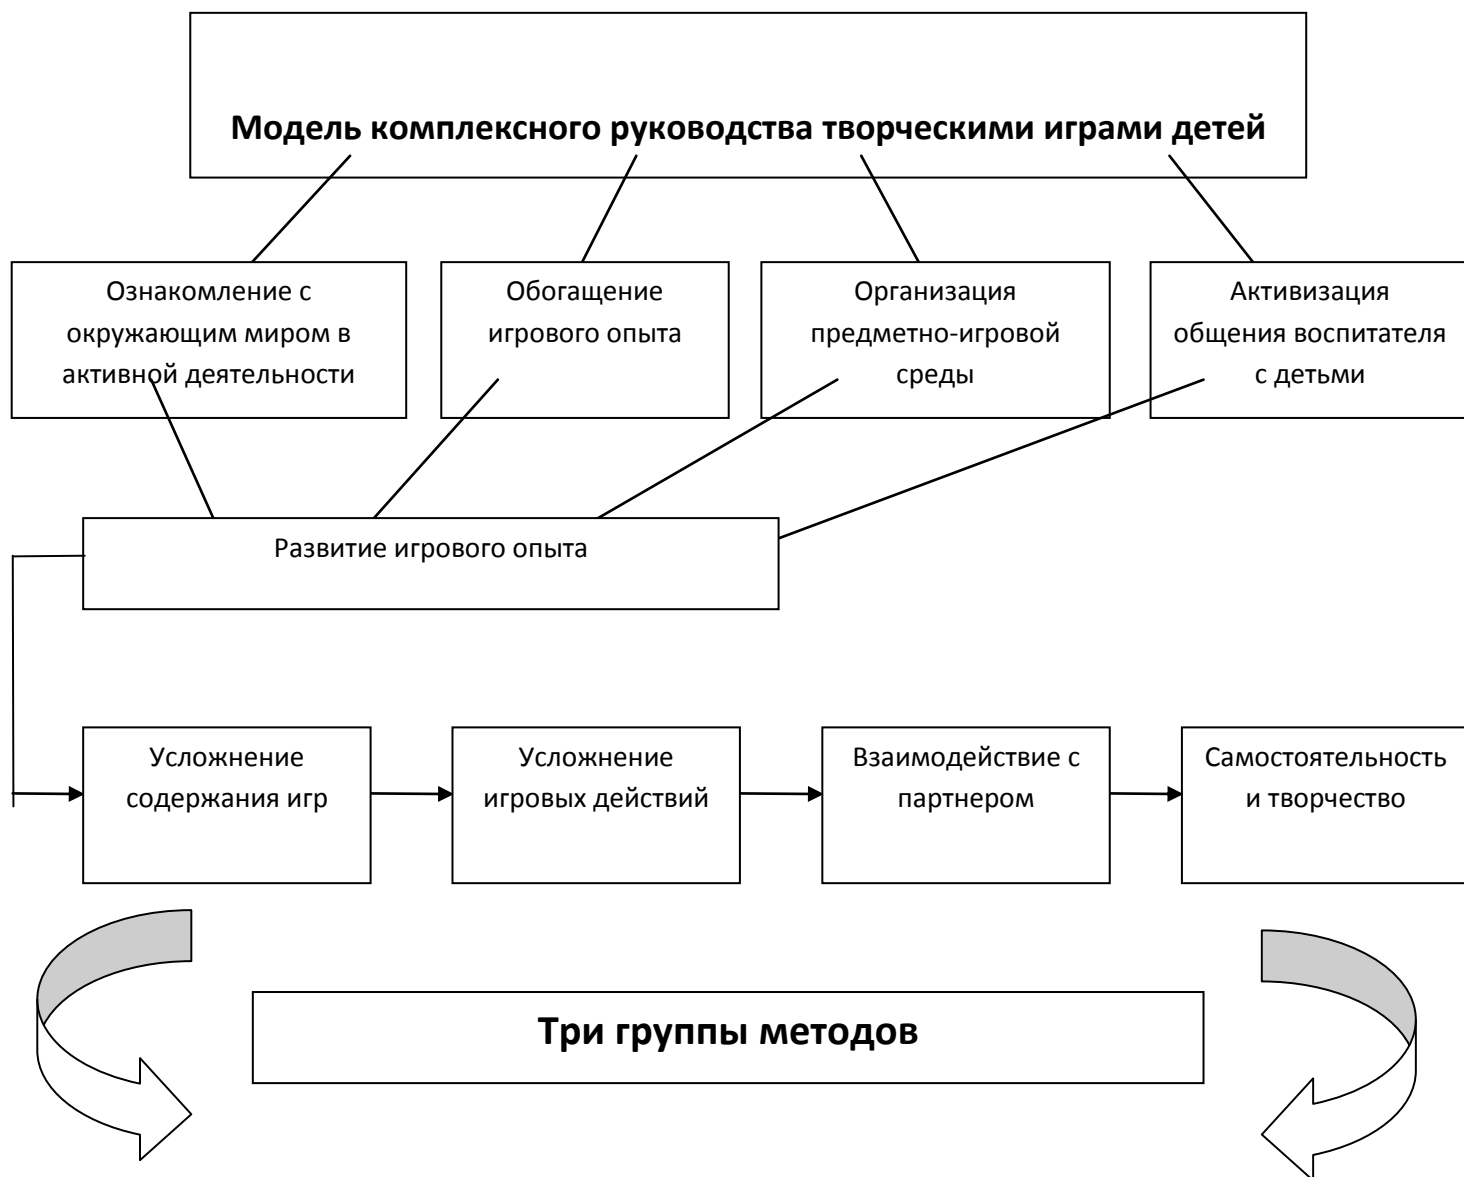 Модель комплексного руководства творческими играми детей
Ознакомление с
окружающим миром в
активной деятельности
Обогащение
игрового опыта
Организация
предметно-игровой
среды
Активизация
общения воспитателя
с детьми
Развитие игрового опыта
Усложнение
содержания игр
Усложнение
игровых действий
Взаимодействие с
партнером
Самостоятельность
и творчество
Три группы методов